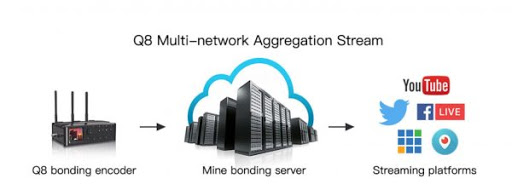 Q8 Multi-network Aggregation Stream
YouTube
f LIVE
Q8 bonding encoder
Mine bonding server
Streaming platforms